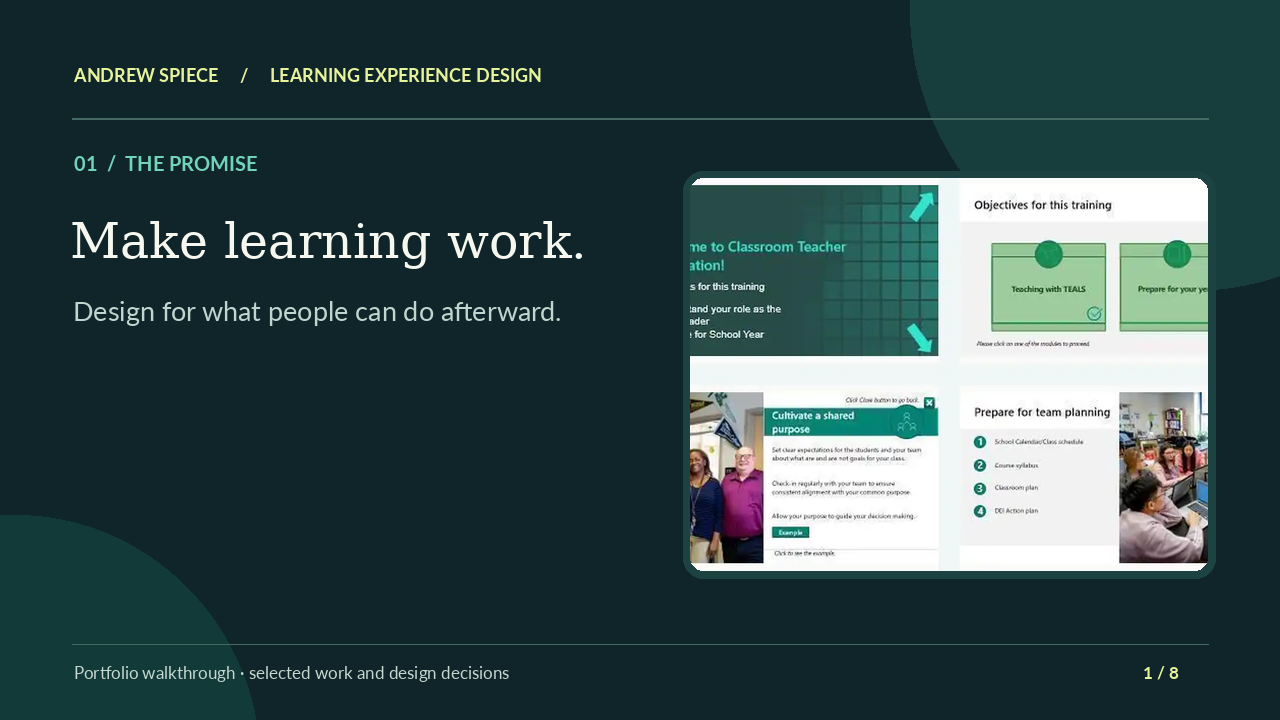 ANDREW SPIECE / LEARNING EXPERIENCE DESIGN
01 / THE PROMISE
Make learning work.
Design for what people can do afterward.
me to Classroom Teacher
ation!
s for this training
tand your role as the
ader
e for School Year
Objectives for this training
Teaching with TEALS
Prepare for your ye
Please click on one of the modules to proceed.
Click Close button to go back.
Cultivate a shared
purpose
Set clear expectations for the students and your team
about what are and are not goals for your class.
Check-in regularly with your team to ensure
consistent alignment with your common purpose.
Allow your purpose to guide your decision making.
Example
Click to see the example.
Prepare for team planning
1 School Calendar/Class schedule
2 Course syllabus
3 Classroom plan
4 DEI Action plan
Portfolio walkthrough · selected work and design decisions
1 / 8